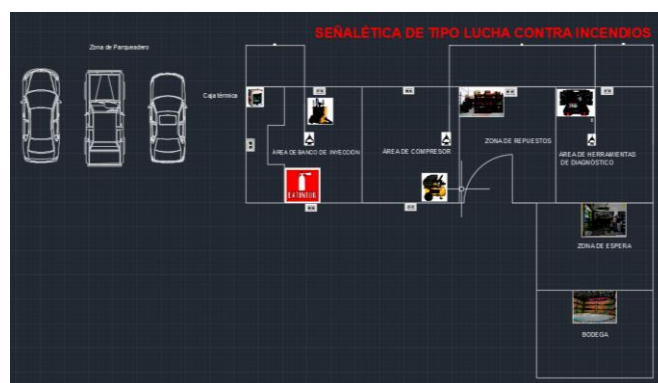 SEÑALÉTICA DE TIPO LUCHA CONTRA INCENDIOS
Zona de Parqueadero
Caja térmica
ÁREA DE BANCO DE INYECCIÓN
ÁREA DE COMPRESOR
ZONA DE REPUESTOS
ÁREA DE HERRAMIENTAS
DE DIAGNÓSTICO
EXTINTOR
ZONA DE ESPERA
BODEGA